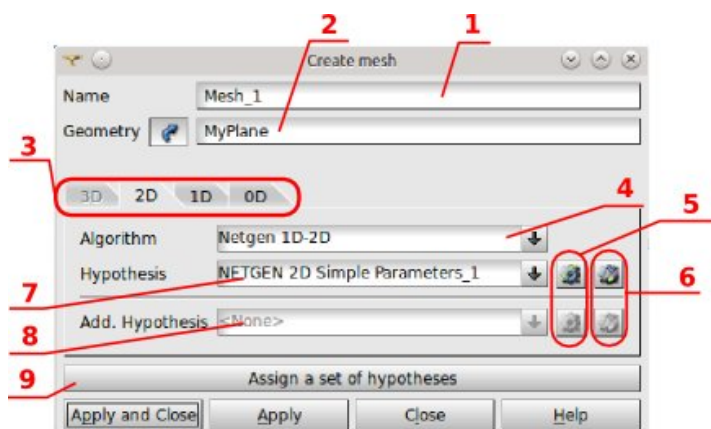 2
1
Create mesh
Name Mesh_1
Geometry MyPlane
3
3D 2D 1D 0D
4
5
Algorithm Netgen 1D-2D
Hypothesis NETGEN 2D Simple Parameters_1
6
7
Add. Hypothesis <None>
8
9
Assign a set of hypotheses
Apply and Close Apply Close Help